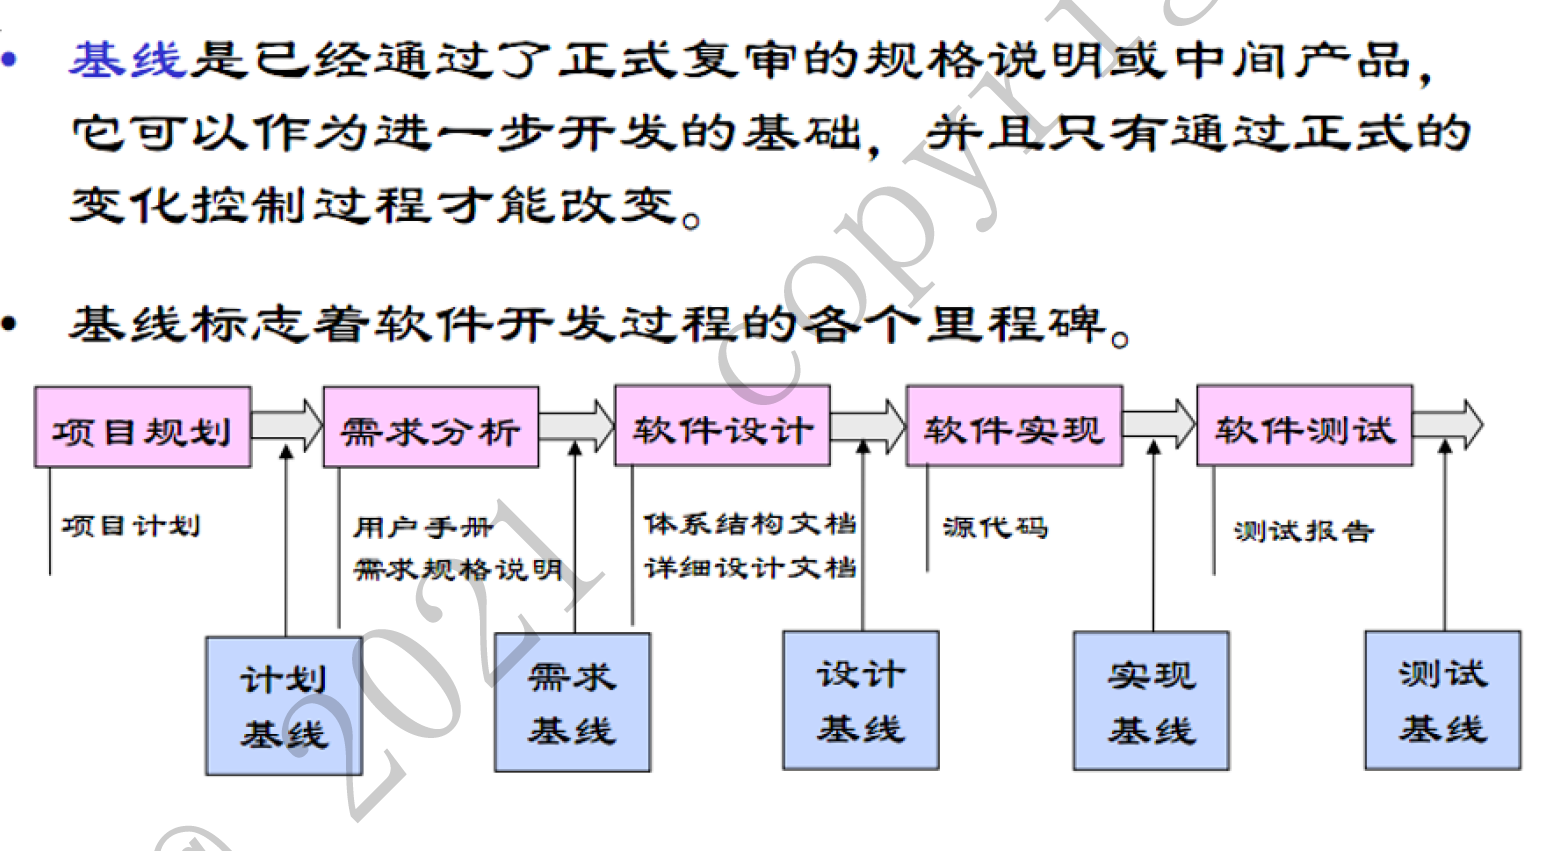 • 基线是已经通过了正式复审的规格说明或中间产品，
它可以作为进一步开发的基础，并且只有通过正式的
变化控制过程才能改变。
• 基线标志着软件开发过程的各个里程碑。
项目规划 需求分析 软件设计 软件实现 软件测试
项目计划 用户手册 体系结构文档 源代码 测试报告
需求规格说明 详细设计文档
计划 需求 设计 实现 测试
基线 基线 基线 基线 基线
© 2021 copyri